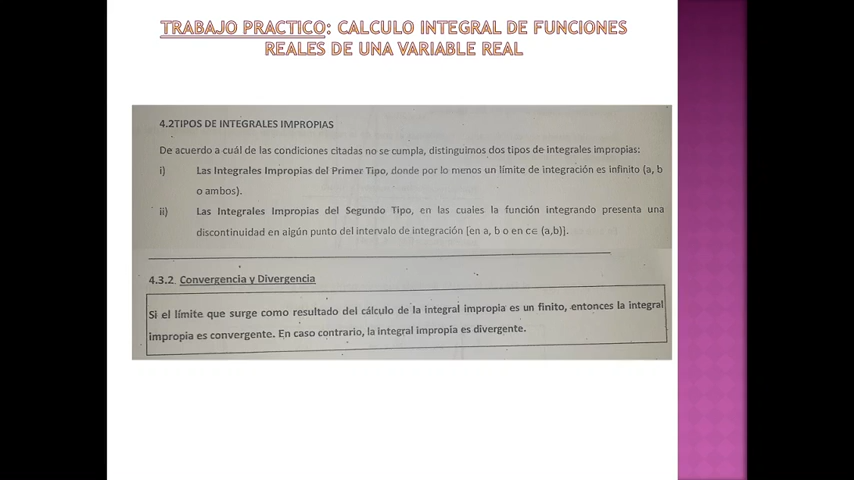 TRABAJO PRACTICO: CALCULO INTEGRAL DE FUNCIONES
REALES DE UNA VARIABLE REAL
4.2TIPOS DE INTEGRALES IMPROPIAS
De acuerdo a cuál de las condiciones citadas no se cumpla, distinguimos dos tipos de integrales impropias:
i) Las Integrales Impropias del Primer Tipo, donde por lo menos un límite de integración es infinito (a, b
o ambos).
ii) Las Integrales Impropias del Segundo Tipo, en las cuales la función integrando presenta una
discontinuidad en algún punto del intervalo de integración [en a, b o en c∈ (a,b)].
4.3.2. Convergencia y Divergencia
Si el límite que surge como resultado del cálculo de la integral impropia es un finito, entonces la integral
impropia es convergente. En caso contrario, la integral impropia es divergente.